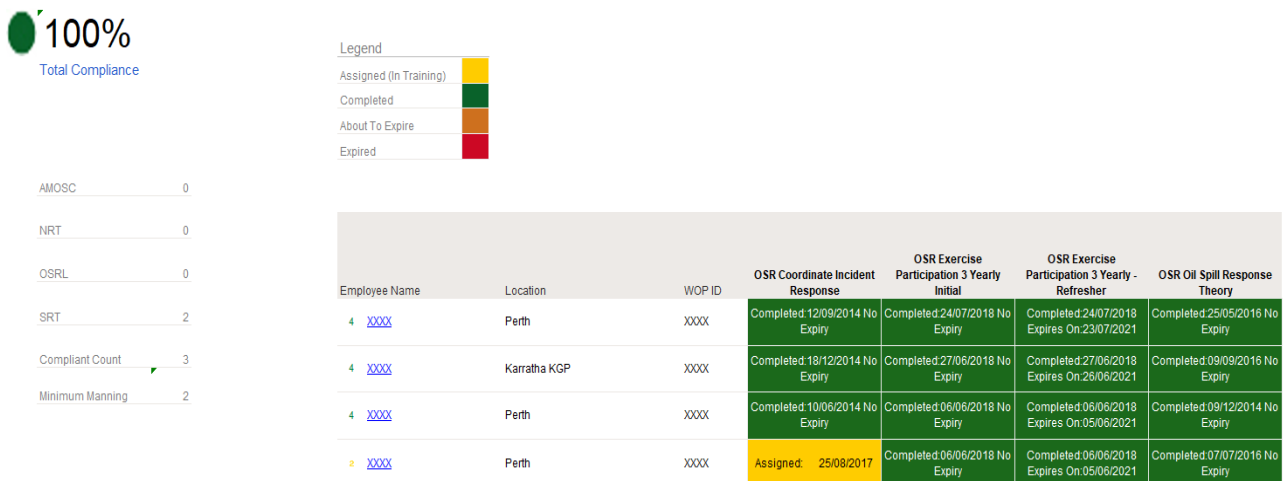 100%
Total Compliance
Legend
Assigned (In Training)
Completed
About To Expire
Expired
AMOSC 0
NRT 0
OSRL 0
SRT 2
Compliant Count 3
Minimum Manning 2
Employee Name Location WOP ID OSR Coordinate Incident Response OSR Exercise Participation 3 Yearly Initial OSR Exercise Participation 3 Yearly - Refresher OSR Oil Spill Response Theory
4 XXXX Perth XXXX Completed:12/09/2014 No Expiry Completed:24/07/2018 No Expiry Completed:24/07/2018 Expires On:23/07/2021 Completed:25/05/2016 No Expiry
4 XXXX Karratha KGP XXXX Completed:18/12/2014 No Expiry Completed:27/06/2018 No Expiry Completed:27/06/2018 Expires On:26/06/2021 Completed:09/09/2016 No Expiry
4 XXXX Perth XXXX Completed:10/06/2014 No Expiry Completed:06/06/2018 No Expiry Completed:06/06/2018 Expires On:05/06/2021 Completed:09/12/2014 No Expiry
2 XXXX Perth XXXX Assigned: 25/08/2017 Completed:06/06/2018 No Expiry Completed:06/06/2018 Expires On:05/06/2021 Completed:07/07/2016 No Expiry